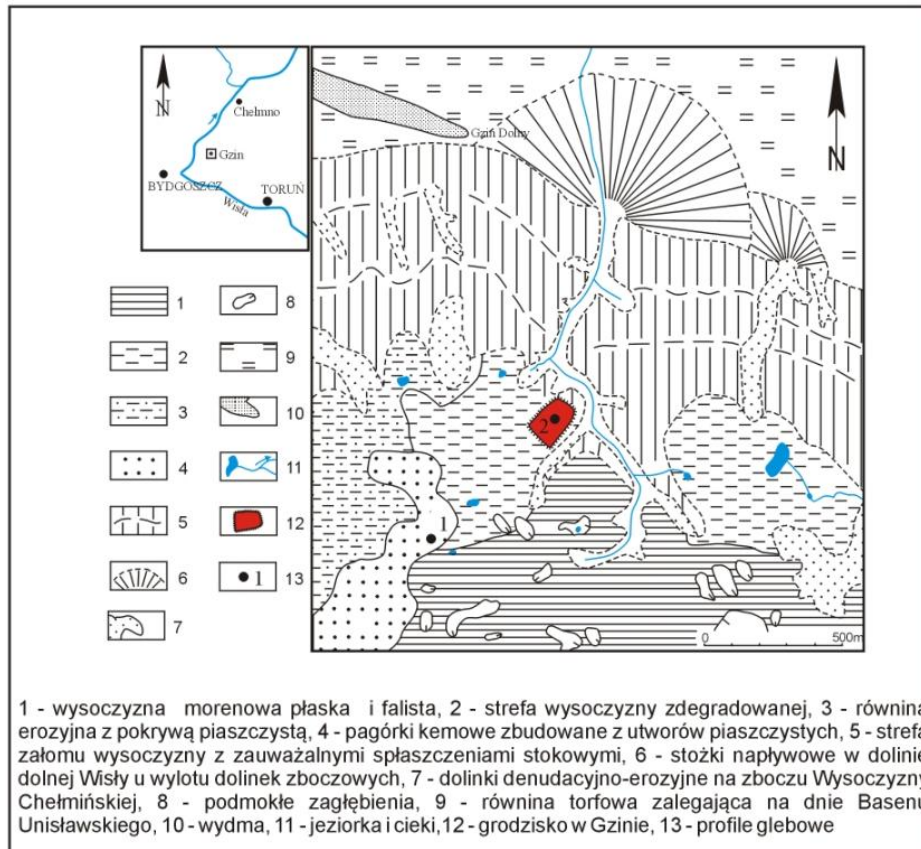 N
Chełmno
Gzin
BYDGOSZCZ
TORUŃ
Wisła
N
Gzin Dolny
2
1
0 500m
1 8
2 9
3 10
4 11
5 12
6 1 13
7
1 - wysoczyzna morenowa płaska i falista, 2 - strefa wysoczyzny zdegradowanej, 3 - równina
erozyjna z pokrywą piaszczystą, 4 - pagórki kemowe zbudowane z utworów piaszczystych, 5 - strefa
załomu wysoczyzny z zauważalnymi spłaszczeniami stokowymi, 6 - stożki napływowe w dolinie
dolnej Wisły u wylotu dolinek zboczowych, 7 - dolinki denudacyjno-erozyjne na zboczu Wysoczyzny
Chełmińskiej, 8 - podmokłe zagłębienia, 9 - równina torfowa zalegająca na dnie Basenu
Unisławskiego, 10 - wydma, 11 - jeziorka i cieki,12 - grodzisko w Gzinie, 13 - profile glebowe